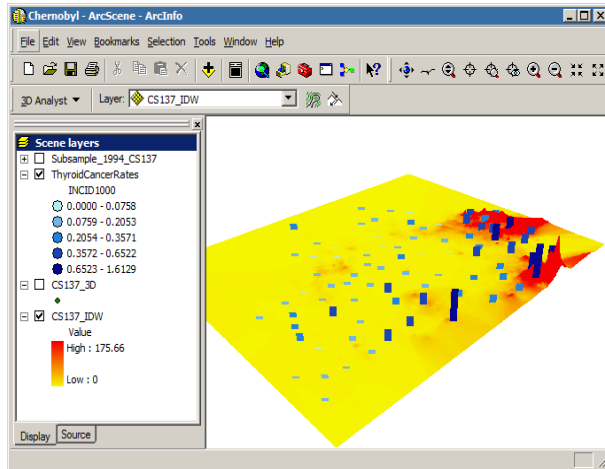 Chernobyl - ArcScene - ArcInfo
File Edit View Bookmarks Selection Tools Window Help
3D Analyst Layer: CS137_IDW
Scene layers
Subsample_1994_CS137
ThyroidCancerRates
INCID1000
0.0000 - 0.0758
0.0759 - 0.2053
0.2054 - 0.3571
0.3572 - 0.6522
0.6523 - 1.6129
CS137_3D
CS137_IDW
Value
High : 175.66
Low : 0
Display Source